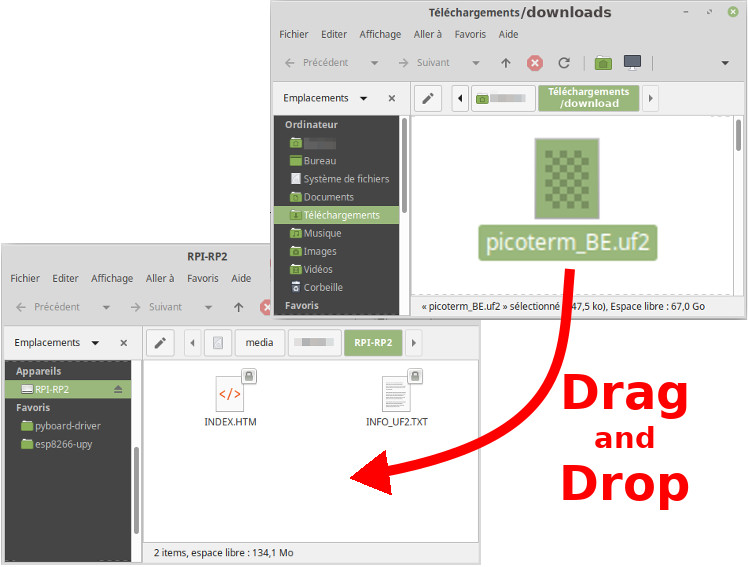 Téléchargements/downloads
Fichier Editer Affichage Aller à Favoris Aide
Précédent Suivant
Emplacements
Téléchargements
/download
Ordinateur
Bureau
Système de fichiers
Documents
Téléchargements
Musique
Images
Vidéos
Corbeille
Favoris
picoterm_BE.uf2
« picoterm_BE.uf2 » sélectionné 47,5 ko), Espace libre : 67,0 Go
RPI-RP2
Fichier Editer Affichage Aller à Favoris Aide
Précédent Suivant
Emplacements
media
RPI-RP2
Appareils
RPI-RP2
Favoris
pyboard-driver
esp8266-upy
INDEX.HTM
INFO_UF2.TXT
2 items, espace libre : 134,1 Mo
Drag
and
Drop